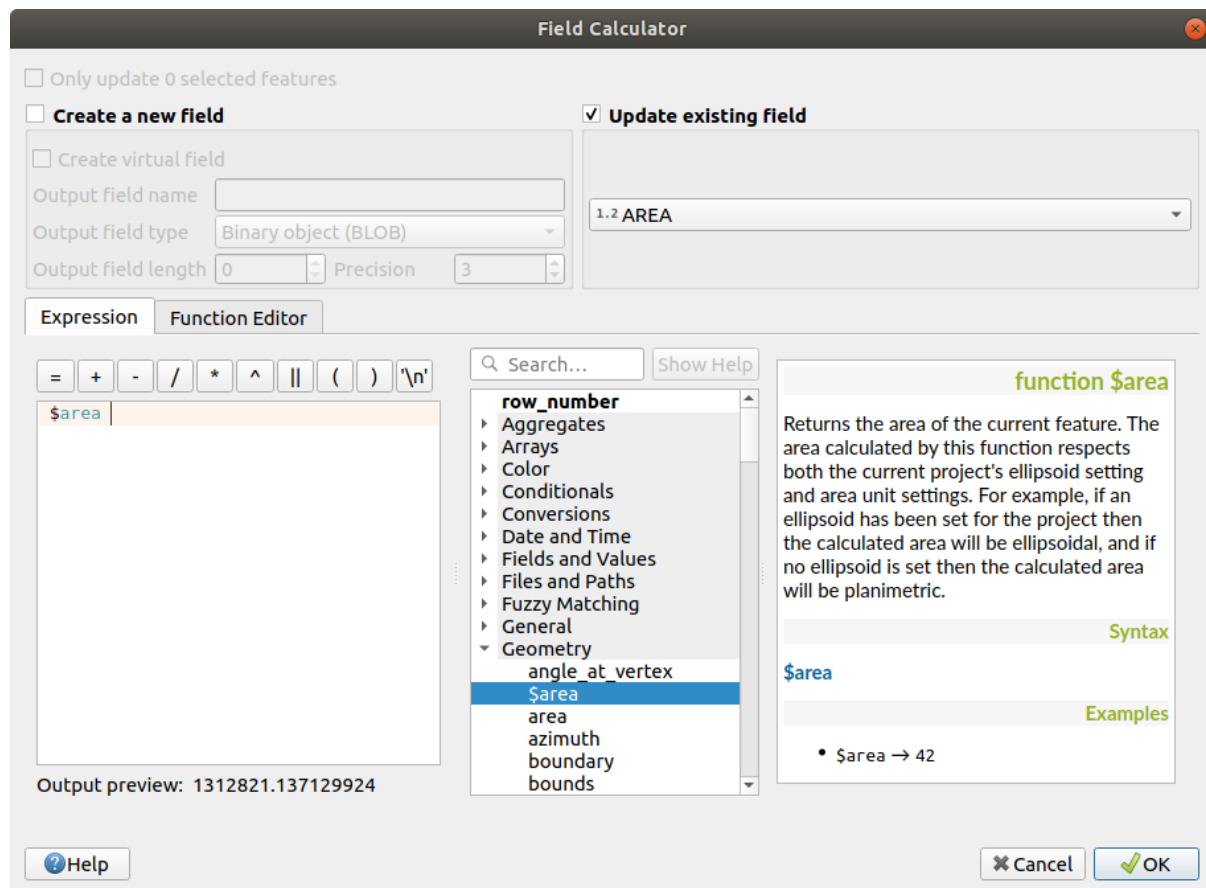 Field Calculator
Only update 0 selected features
Create a new field
Update existing field
Create virtual field
Output field name
Output field type Binary object (BLOB)
Output field length 0 Precision 3
1.2 AREA
Expression Function Editor
= + - / * ^ || ( ) '\n'
$area
Output preview: 1312821.137129924
Search... Show Help
row_number
Aggregates
Arrays
Color
Conditionals
Conversions
Date and Time
Fields and Values
Files and Paths
Fuzzy Matching
General
Geometry
angle_at_vertex
$area
area
azimuth
boundary
bounds
function $area
Returns the area of the current feature. The
area calculated by this function respects
both the current project's ellipsoid setting
and area unit settings. For example, if an
ellipsoid has been set for the project then
the calculated area will be ellipsoidal, and if
no ellipsoid is set then the calculated area
will be planimetric.
Syntax
$area
Examples
• $area → 42
Help
Cancel OK